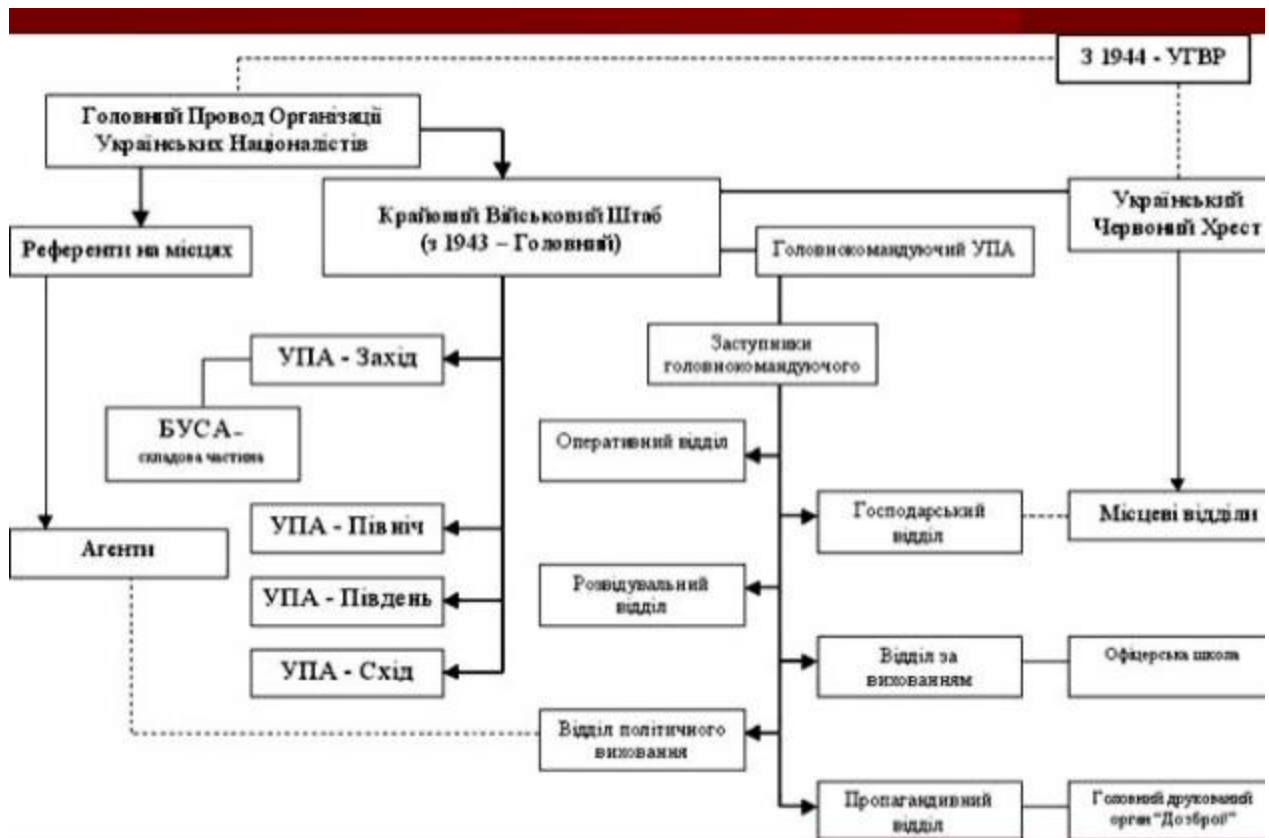 З 1944 - УГВР
Головний Провод Організації
Українських Націоналістів
Крайовий Військовий Штаб
(з 1943 – Головний)
Український
Червоний Хрест
Референти на місцях
Головнокомандуючий УПА
УПА - Захід
Заступники
головнокомандуючого
БУСА -
складова частина
Оперативний відділ
УПА - Північ
Господарський
відділ
Місцеві відділи
Агєнти
УПА - Південь
Розвідувальний
відділ
УПА - Схід
Відділ за
вихованням
Офіцерська школа
Відділ політичного
виховання
Пропагандивний
відділ
Головний друкований
орган "До зброї"